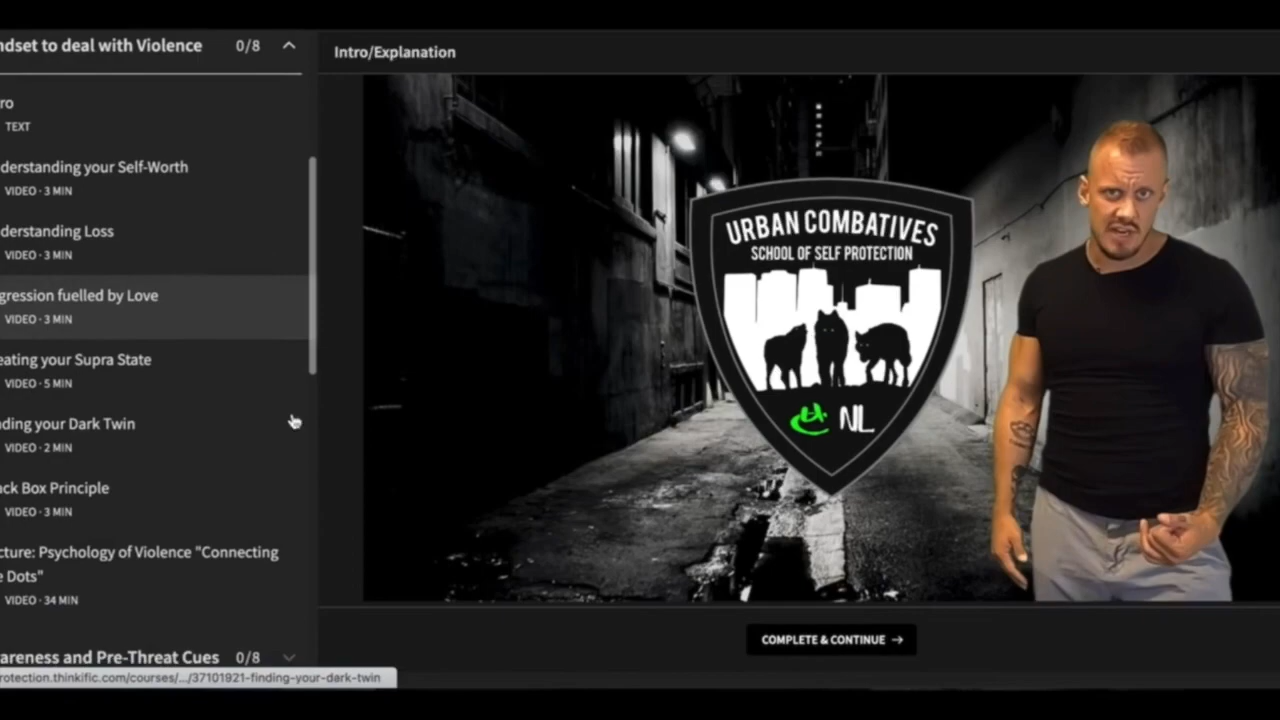 ndset to deal with Violence 0/8
ro
TEXT
derstanding your Self-Worth
VIDEO · 3 MIN
derstanding Loss
VIDEO · 3 MIN
gression fuelled by Love
VIDEO · 3 MIN
eating your Supra State
VIDEO · 5 MIN
ding your Dark Twin
VIDEO · 2 MIN
ack Box Principle
VIDEO · 3 MIN
cture: Psychology of Violence "Connecting
e Dots"
VIDEO · 34 MIN
areness and Pre-Threat Cues 0/8
rotection.thinkific.com/courses/.../37101921-finding-your-dark-twin
Intro/Explanation
URBAN COMBATIVES
SCHOOL OF SELF PROTECTION
NL
COMPLETE & CONTINUE →